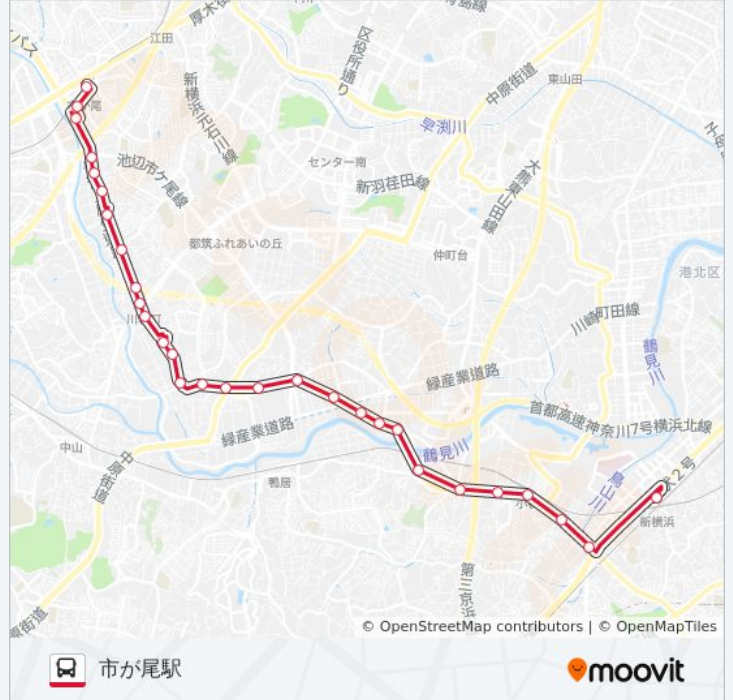 バス
厚木街
江田
区役所通り
中原街道
東山田
新横浜元石川線
早渕川
池辺市ケ尾線
センター南
新羽荏田線
大熊東山田線
都筑ふれあいの丘
仲町台
港北区
川崎町田線
鶴見川
緑産業道路
首都高速神奈川7号横浜北線
緑産業道路
鶴見川
中山
中原街道
鴨居
鳥山川
新横浜
第三京浜
原街道
© OpenStreetMap contributors | © OpenMapTiles
市が尾駅
moovit